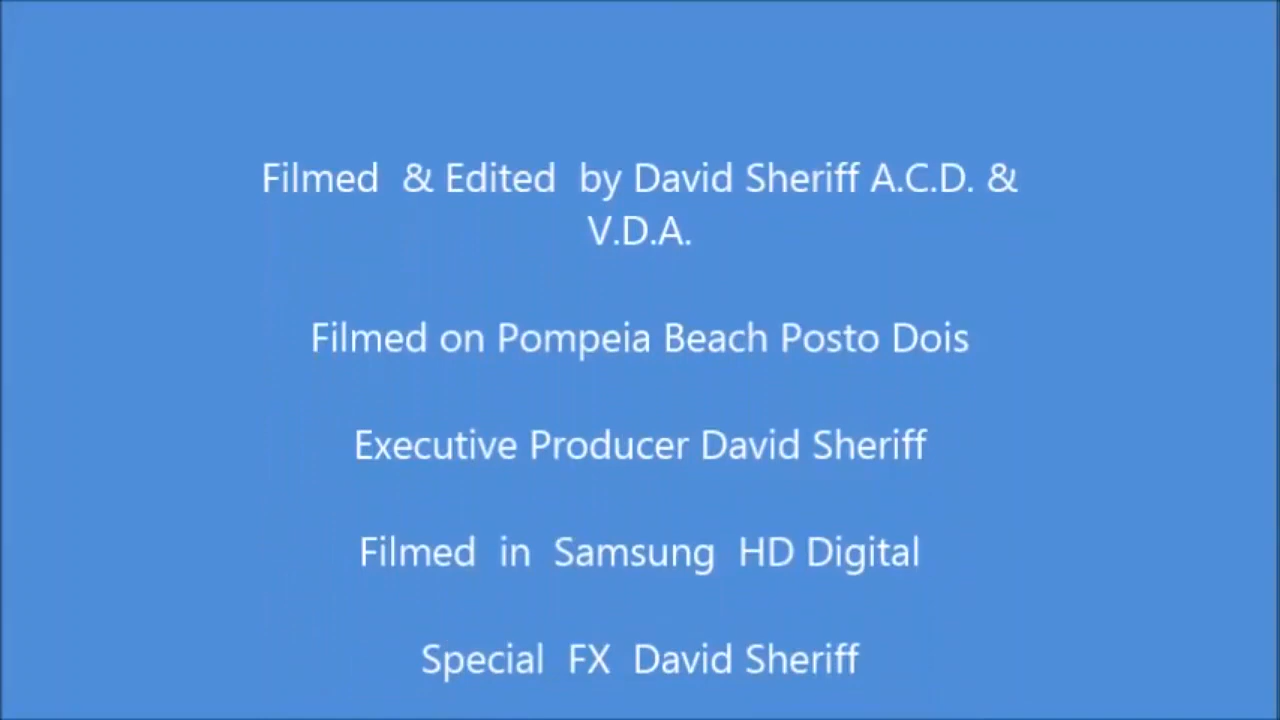 Filmed & Edited by David Sheriff A.C.D. &
V.D.A.
Filmed on Pompeia Beach Posto Dois
Executive Producer David Sheriff
Filmed in Samsung HD Digital
Special FX David Sheriff